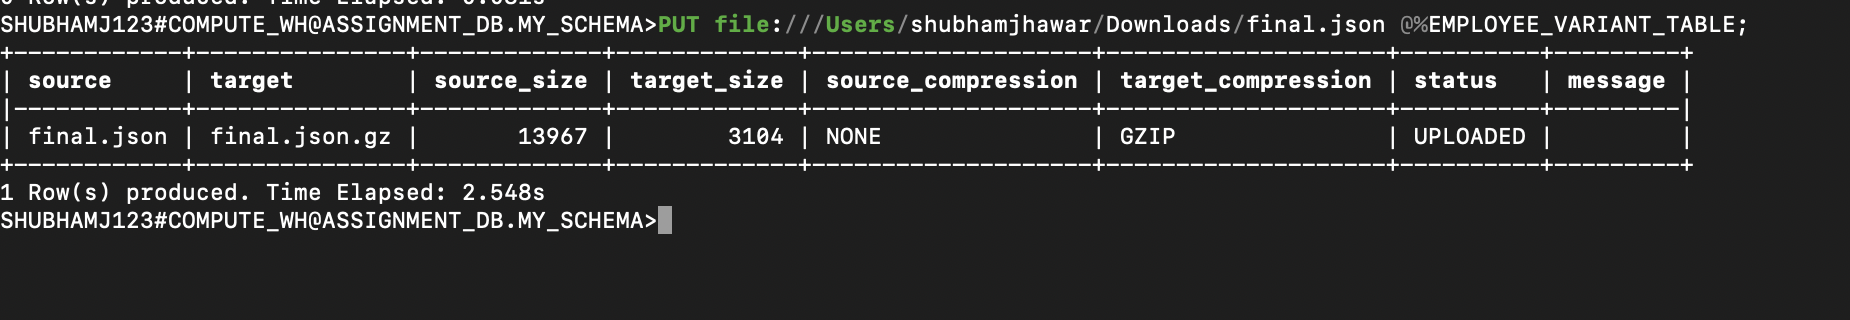 SHUBHAMJ123#COMPUTE_WH@ASSIGNMENT_DB.MY_SCHEMA>PUT file:///Users/shubhamjhawar/Downloads/final.json @%EMPLOYEE_VARIANT_TABLE;
+------------+---------------+-------------+-------------+--------------------+--------------------+----------+---------+
| source     | target        | source_size | target_size | source_compression | target_compression | status   | message |
|------------+---------------+-------------+-------------+--------------------+--------------------+----------+---------|
| final.json | final.json.gz |       13967 |        3104 | NONE               | GZIP               | UPLOADED |         |
+------------+---------------+-------------+-------------+--------------------+--------------------+----------+---------+
1 Row(s) produced. Time Elapsed: 2.548s
SHUBHAMJ123#COMPUTE_WH@ASSIGNMENT_DB.MY_SCHEMA>